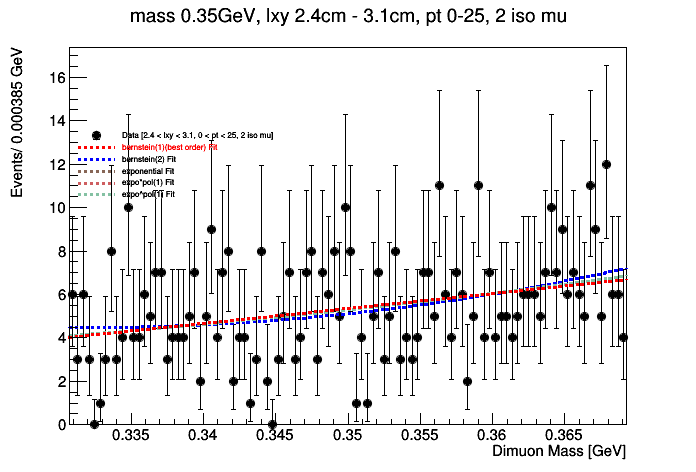 mass 0.35GeV, lxy 2.4cm - 3.1cm, pt 0-25, 2 iso mu
Events/ 0.000385 GeV
16
14
12
10
8
6
4
2
0
Data [2.4 < lxy < 3.1, 0 < pt < 25, 2 iso mu]
bernstein(1)(best order) Fit
bernstein(2) Fit
exponential Fit
expo*pol(1) Fit
expo*pol(1) Fit
0.335
0.34
0.345
0.35
0.355
0.36
0.365
Dimuon Mass [GeV]